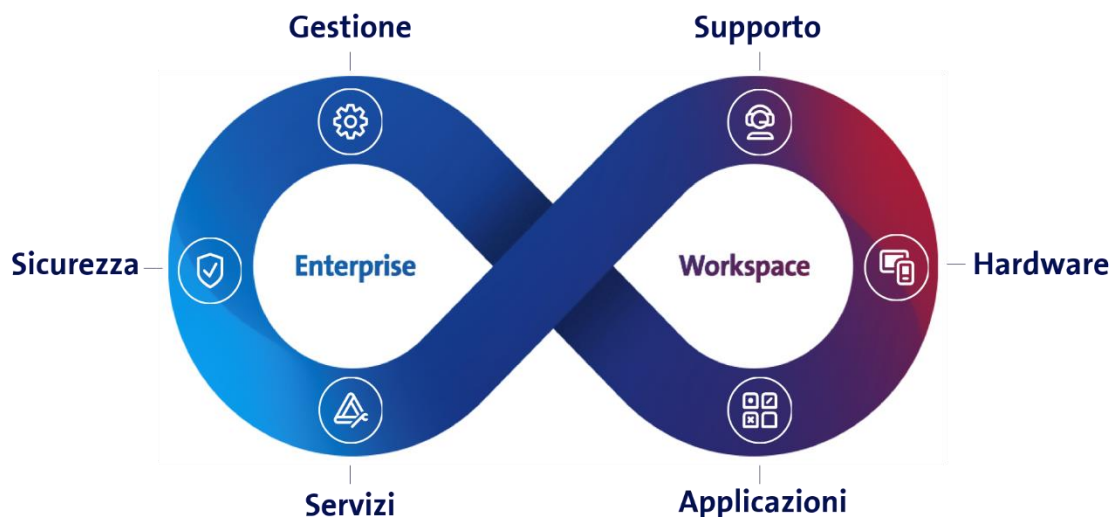 Gestione
Supporto
Sicurezza
Enterprise
Workspace
Hardware
Servizi
Applicazioni